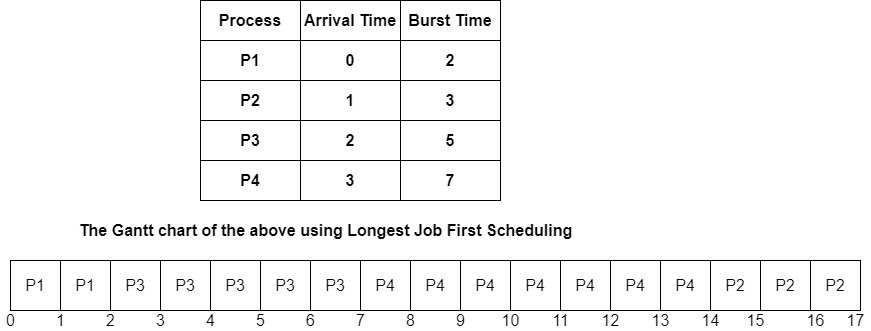 Process Arrival Time Burst Time
P1 0 2
P2 1 3
P3 2 5
P4 3 7
The Gantt chart of the above using Longest Job First Scheduling
P1 P1 P3 P3 P3 P3 P3 P4 P4 P4 P4 P4 P4 P4 P2 P2 P2
0 1 2 3 4 5 6 7 8 9 10 11 12 13 14 15 16 17